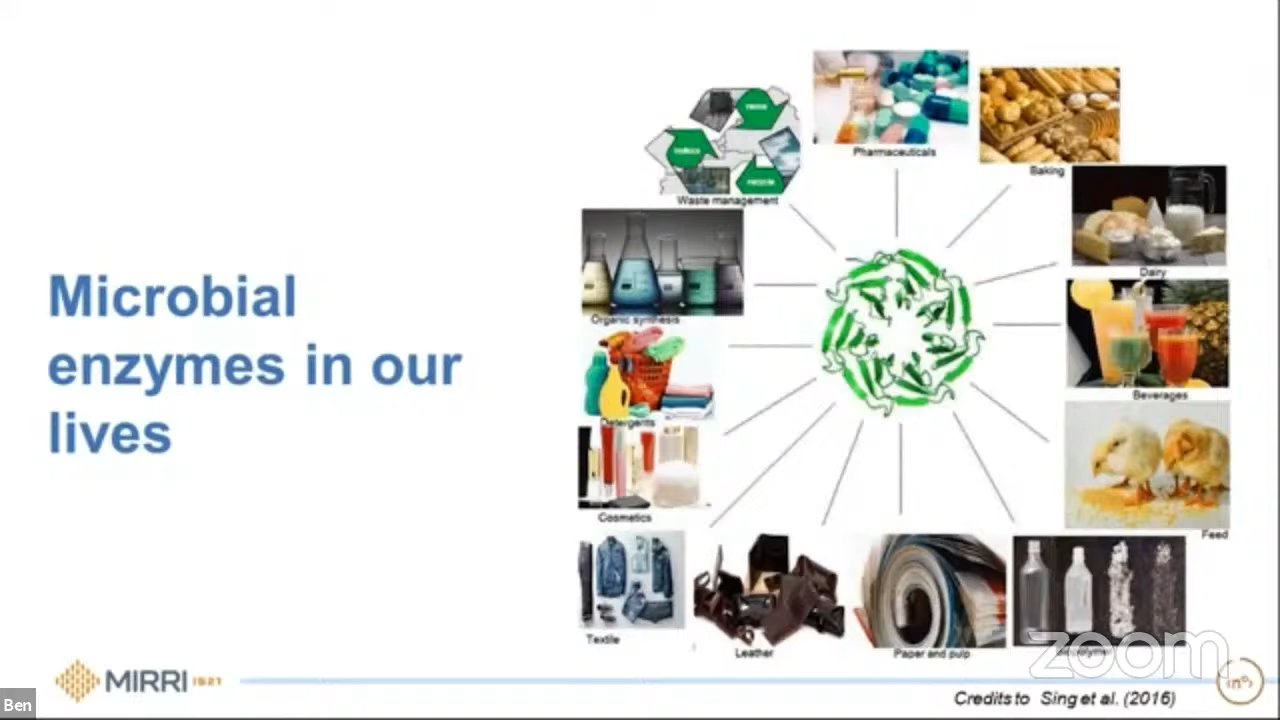 Microbial
enzymes in our
lives
Pharmaceuticals
Baking
Waste management
Dairy
Organic synthesis
Beverages
Detergents
Cosmetics
Feed
Textile
Leather
Paper and pulp
zoom
MIRRI IS21
Credits to Sing et al. (2016)
Ben